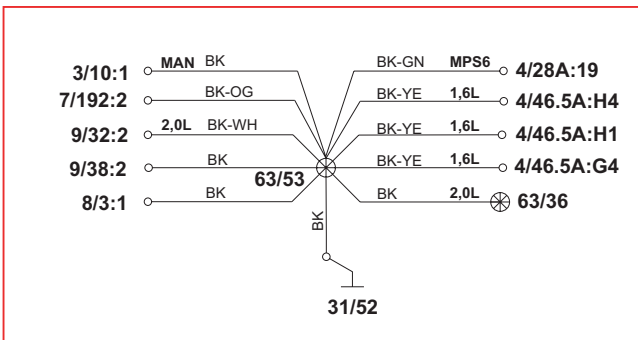 3/10:1 MAN BK BK-GN MPS6 4/28A:19
7/192:2 BK-OG BK-YE 1,6L 4/46.5A:H4
9/32:2 2,0L BK-WH BK-YE 1,6L 4/46.5A:H1
9/38:2 BK BK-YE 1,6L 4/46.5A:G4
63/53
8/3:1 BK BK 2,0L 63/36
BK
31/52